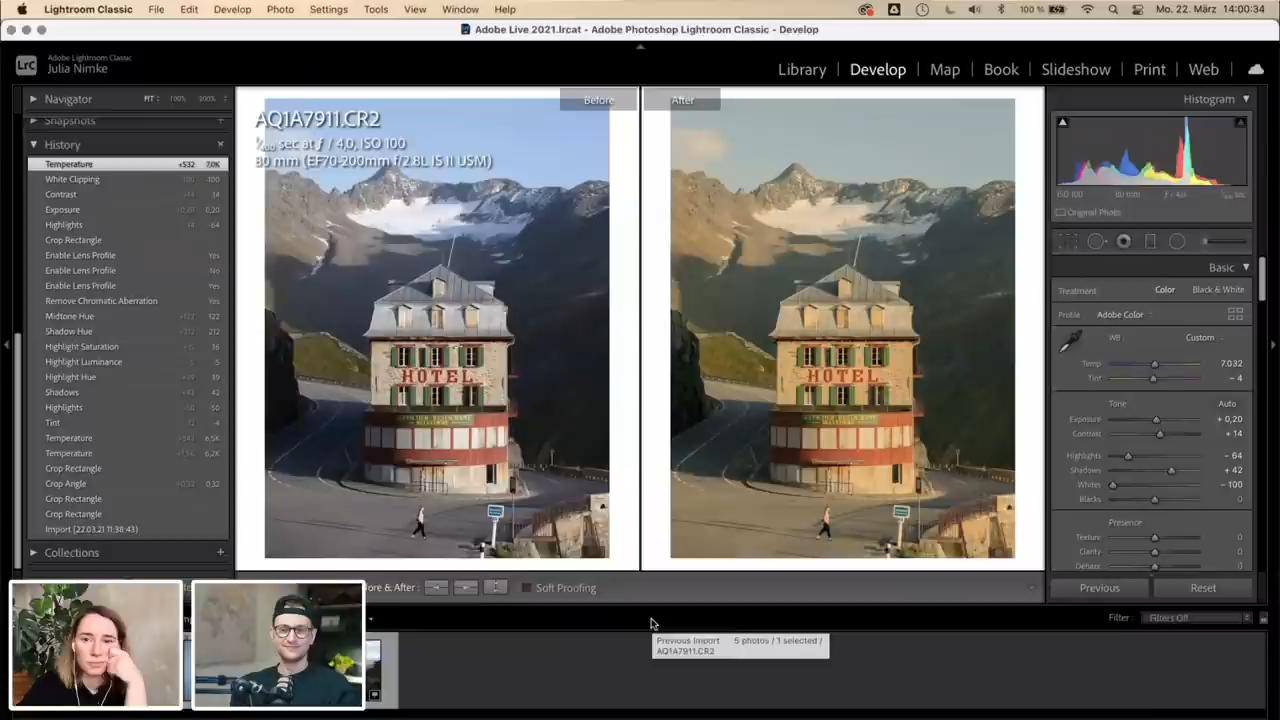 Lightroom Classic File Edit Develop Photo Settings Tools View Window Help 100 % Mo. 22. März 14:00:34
Adobe Live 2021.lrcat - Adobe Photoshop Lightroom Classic - Develop
LrC
Adobe Lightroom Classic
Julia Nimke
Library | Develop | Map | Book | Slideshow | Print | Web
Navigator FIT 100%
Snapshots +
History
Temperature +532
White Clipping -100
Contrast 14
Exposure 0,20
Highlights -64
Crop Rectangle
Enable Lens Profile Yes
Enable Lens Profile No
Enable Lens Profile Yes
Remove Chromatic Aberration Yes
Midtone Hue 122
Shadow Hue 212
Highlight Saturation
Highlight Luminance
Highlight Hue
Shadows 42
Highlights -50
Tint -4
Temperature 6,5K
Temperature 6,2K
Crop Rectangle
Crop Angle 0,32
Crop Rectangle
Crop Rectangle
Import (22.03.21 11:38:43)
Collections +
Before
After
AQ1A7911.CR2
sec at ƒ / 4,0, ISO 100
80 mm (EF70-200mm f/2.8L IS II USM)
HOTEL
HOTEL
Before & After:
Soft Proofing
Histogram
ISO 100 80 mm
Original Photo
Basic
Treatment Color Black & White
Profile Adobe Color
WB: Custom
Temp 7.032
Tint − 4
Tone Auto
Exposure + 0,20
Contrast + 14
Highlights − 64
Shadows + 42
Whites − 100
Blacks 0
Presence
Texture 0
Clarity 0
Dehaze 0
Previous
Reset
Filter : Filters Off
Previous Import 5 photos / 1 selected /
AQ1A7911.CR2